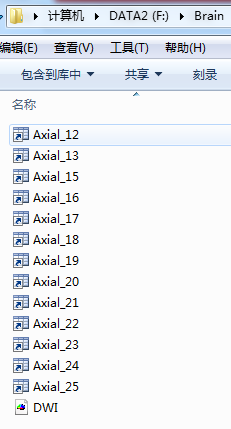 计算机 ▸ DATA2 (F:) ▸ Brain
编辑(E) 查看(V) 工具(T) 帮助(H)
包含到库中 共享 刻录
名称
Axial_12
Axial_13
Axial_15
Axial_16
Axial_17
Axial_18
Axial_19
Axial_20
Axial_21
Axial_22
Axial_23
Axial_24
Axial_25
DWI